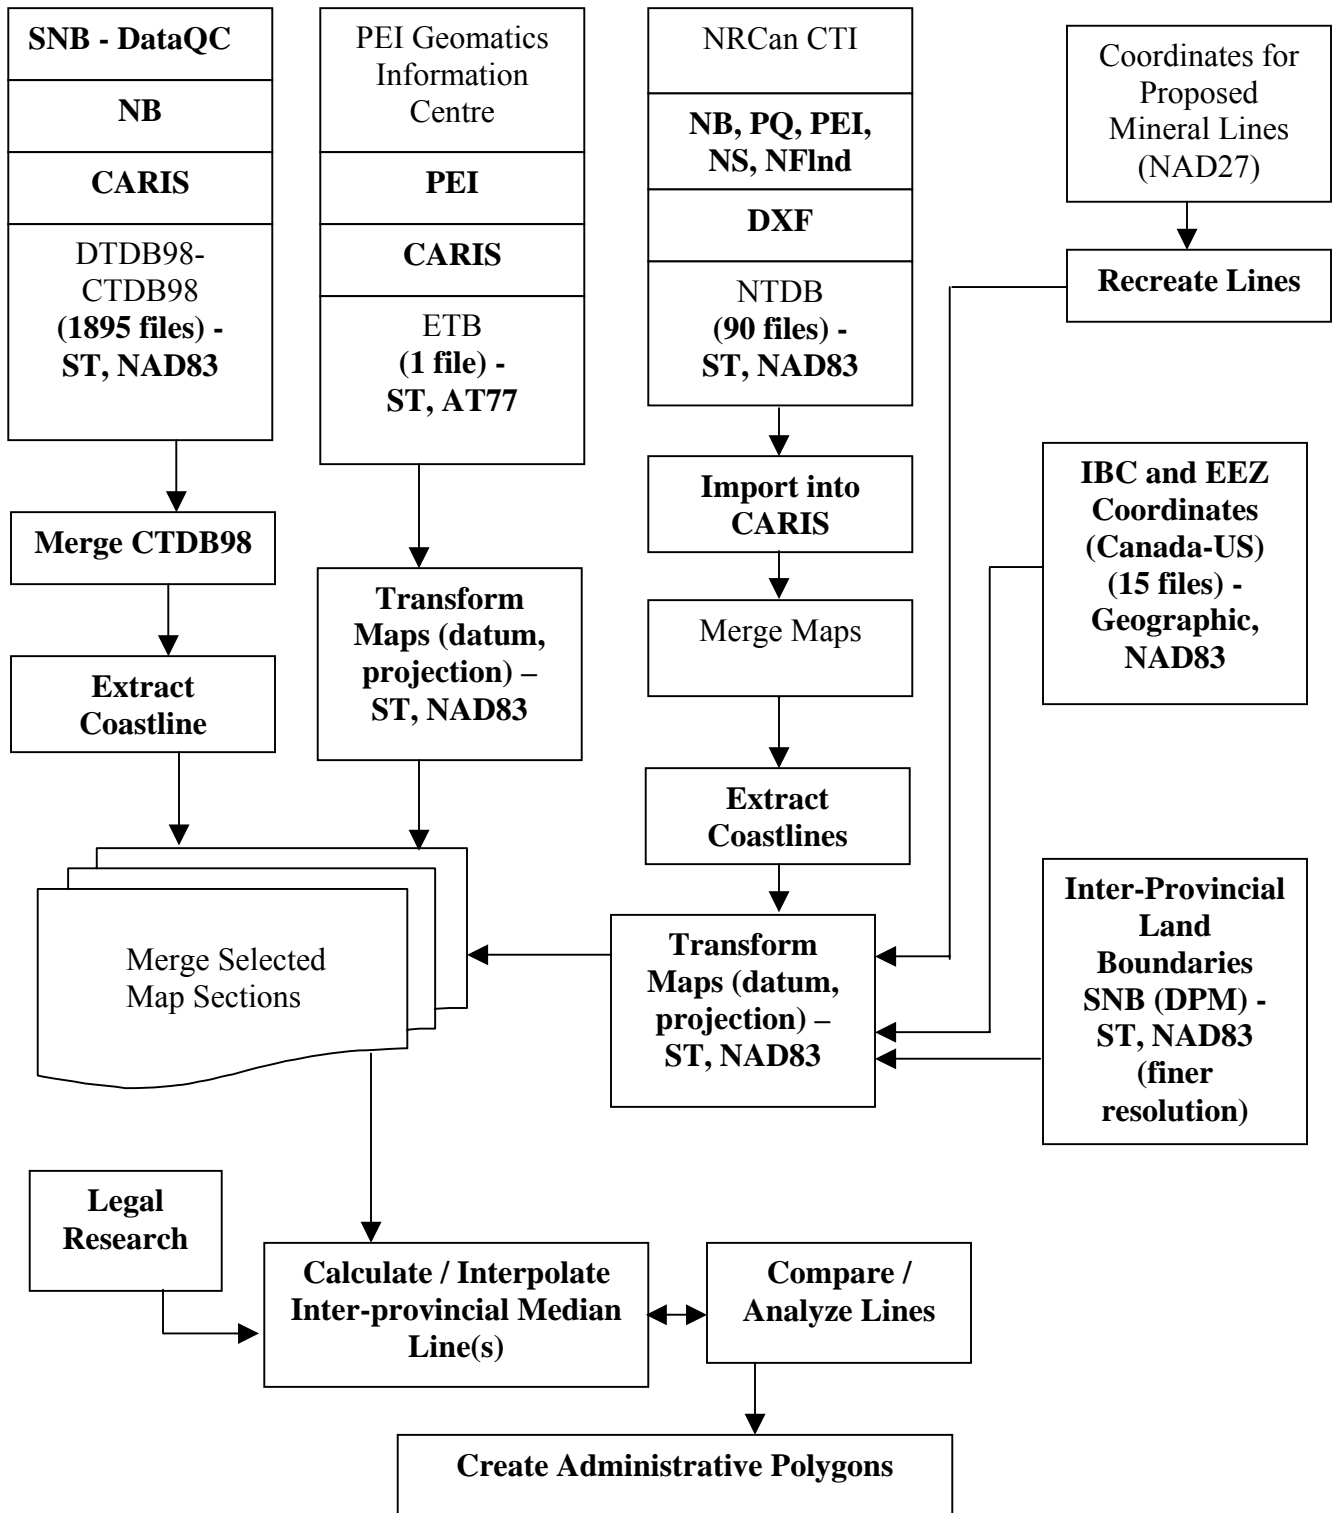 SNB - DataQC
NB
CARIS
DTDB98-
CTDB98
(1895 files) -
ST, NAD83
Merge CTDB98
Extract
Coastline
PEI Geomatics
Information
Centre
PEI
CARIS
ETB
(1 file) -
ST, AT77
Transform
Maps (datum,
projection) –
ST, NAD83
NRCan CTI
NB, PQ, PEI,
NS, NFlnd
DXF
NTDB
(90 files) -
ST, NAD83
Import into
CARIS
Merge Maps
Extract
Coastlines
Transform
Maps (datum,
projection) –
ST, NAD83
Coordinates for
Proposed
Mineral Lines
(NAD27)
Recreate Lines
IBC and EEZ
Coordinates
(Canada-US)
(15 files) -
Geographic,
NAD83
Inter-Provincial
Land
Boundaries
SNB (DPM) -
ST, NAD83
(finer
resolution)
Merge Selected
Map Sections
Legal
Research
Calculate / Interpolate
Inter-provincial Median
Line(s)
Compare /
Analyze Lines
Create Administrative Polygons